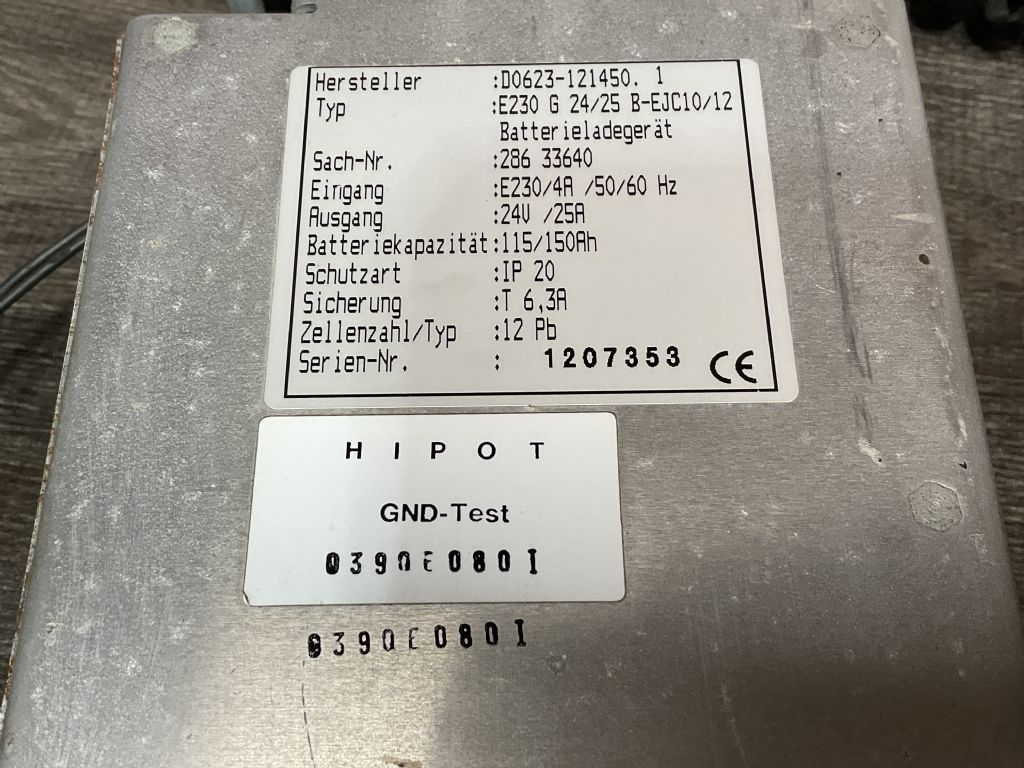 Hersteller :D0623-121450. 1
Typ :E230 G 24/25 B-EJC10/12
Batterieladegerät
Sach-Nr. :286 33640
Eingang :E230/4A /50/60 Hz
Ausgang :24V /25A
Batteriekapazität :115/150Ah
Schutzart :IP 20
Sicherung :T 6,3A
Zellenzahl/Typ :12 Pb
Serien-Nr. : 1207353 CE
HIPOT
GND-Test
0390E080I
0390E080I